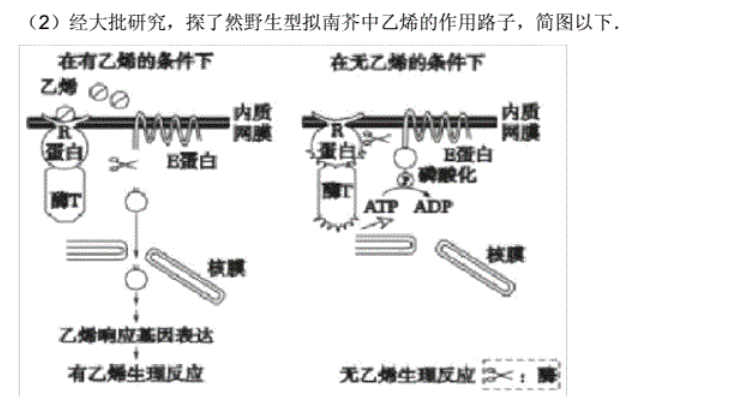 （2）经大批研究，探了然野生型拟南芥中乙烯的作用路子，简图以下．
在有乙烯的条件下
在无乙烯的条件下
乙烯
内质
网膜
R
蛋白
E蛋白
酶T
核膜
乙烯响应基因表达
有乙烯生理反应
内质
网膜
R
蛋白
E蛋白
P
磷酸化
酶T
ATP
ADP
核膜
无乙烯生理反应
：酶